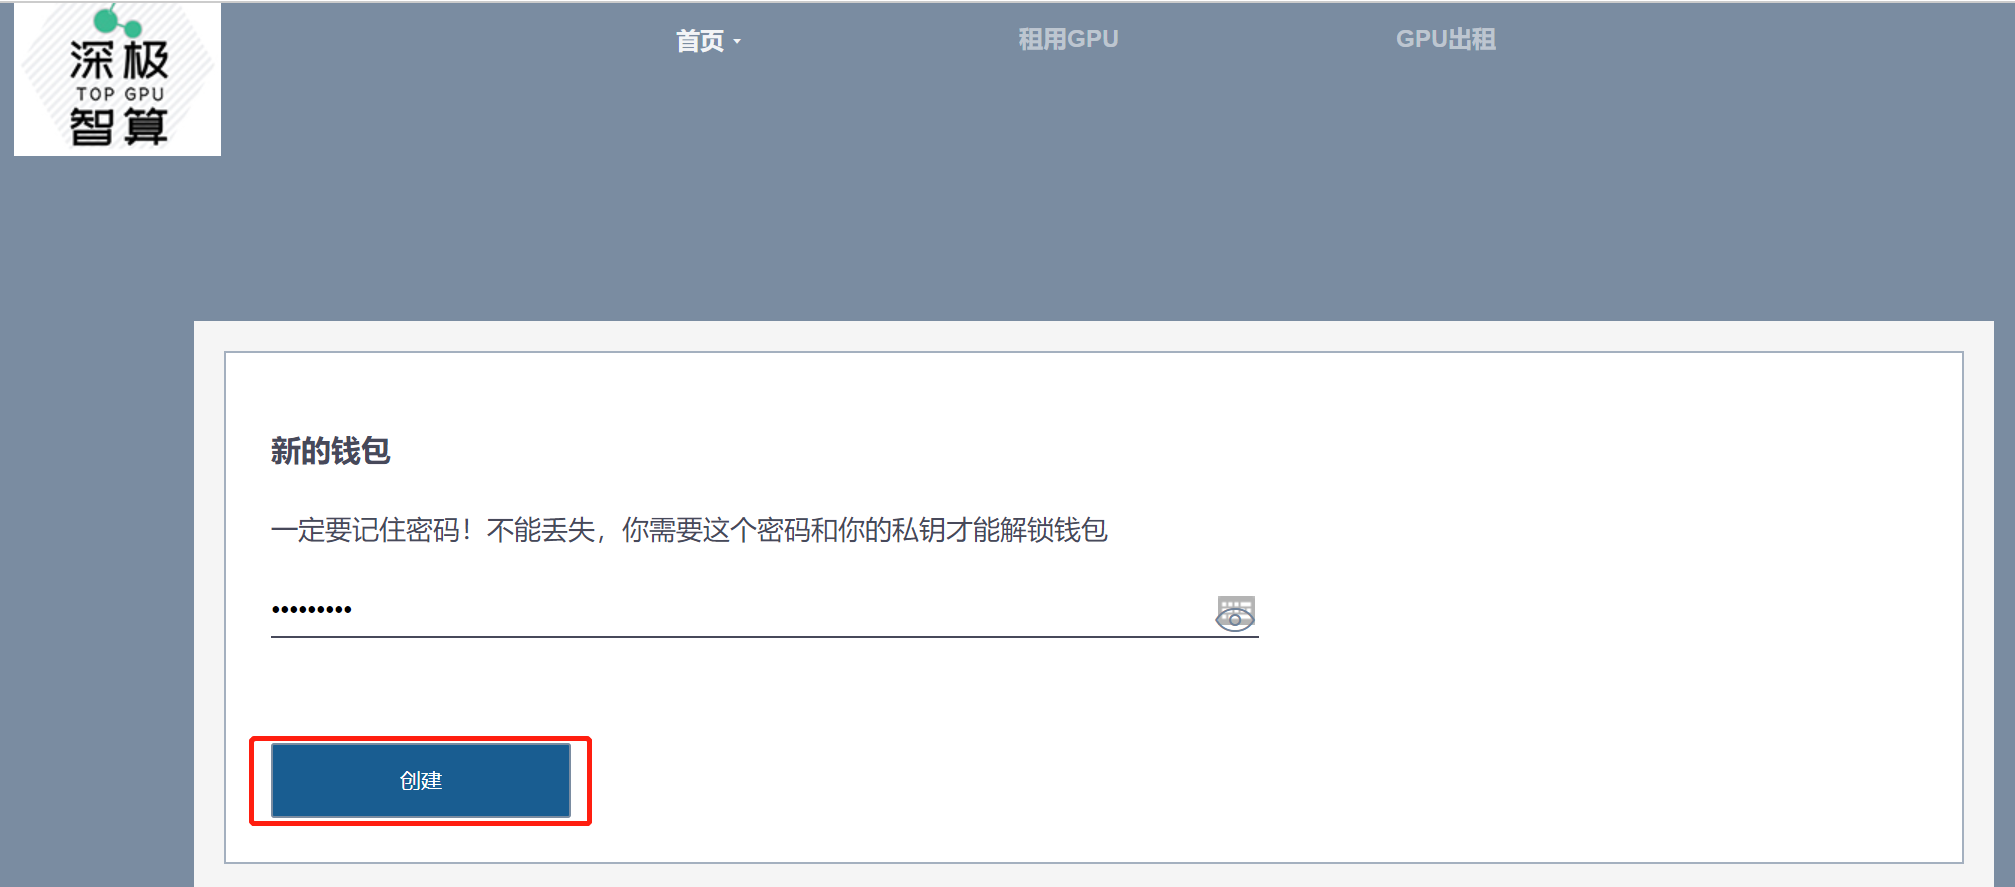 深极
TOP GPU
智算
首页
租用GPU
GPU出租
新的钱包
一定要记住密码！不能丢失，你需要这个密码和你的私钥才能解锁钱包
•••••••••
创建